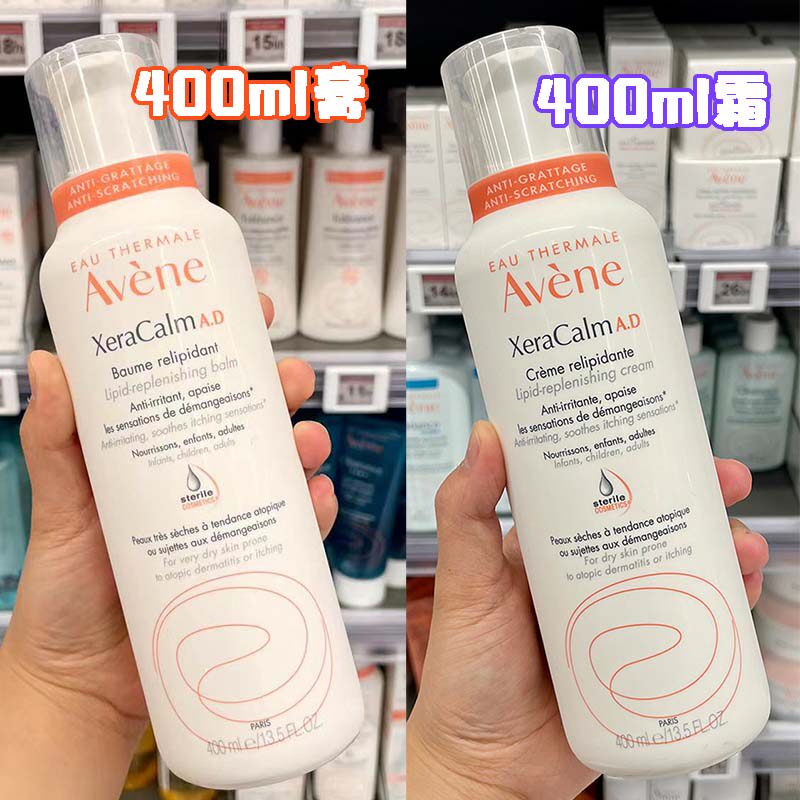 400ml膏
ANTI-GRATTAGE
ANTI-SCRATCHING
EAU THERMALE
Avène
XeraCalm A.D
Baume relipidant
Lipid-replenishing balm
Anti-irritant, apaise
les sensations de démangeaisons*
Anti-irritating, soothes itching sensations*
Nourrissons, enfants, adultes
Infants, children, adults
sterile
COSMETICS
Peaux très sèches à tendance atopique
ou sujettes aux démangeaisons
For very dry skin prone
to atopic dermatitis or itching
PARIS
400 ml e/13.5 FL.OZ.
400ml霜
ANTI-GRATTAGE
ANTI-SCRATCHING
EAU THERMALE
Avène
XeraCalm A.D
Crème relipidante
Lipid-replenishing cream
Anti-irritante, apaise
les sensations de démangeaisons*
Anti-irritating, soothes itching sensations*
Nourrissons, enfants, adultes
Infants, children, adults
sterile
COSMETICS
Peaux sèches à tendance atopique
ou sujettes aux démangeaisons
For dry skin prone
to atopic dermatitis or itching
PARIS
400 ml e/13.5 FL.OZ.
Avène
Avène